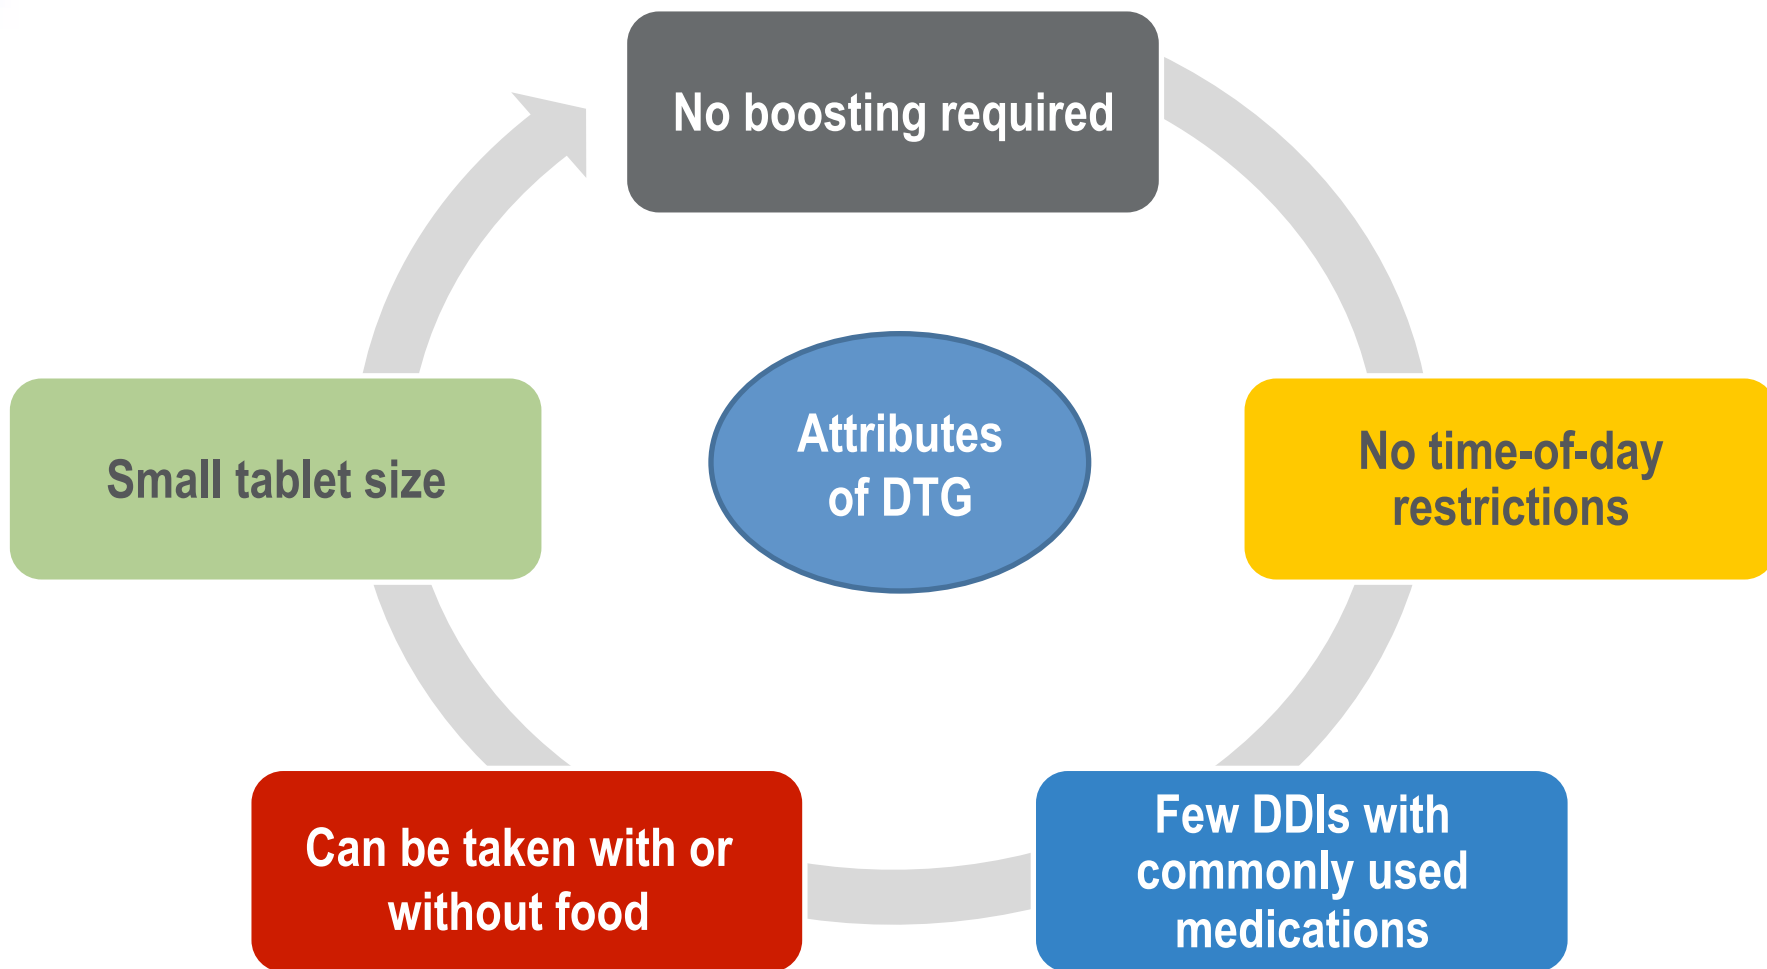 No boosting required
Attributes
of DTG
No time-of-day
restrictions
Few DDIs with
commonly used
medications
Can be taken with or
without food
Small tablet size